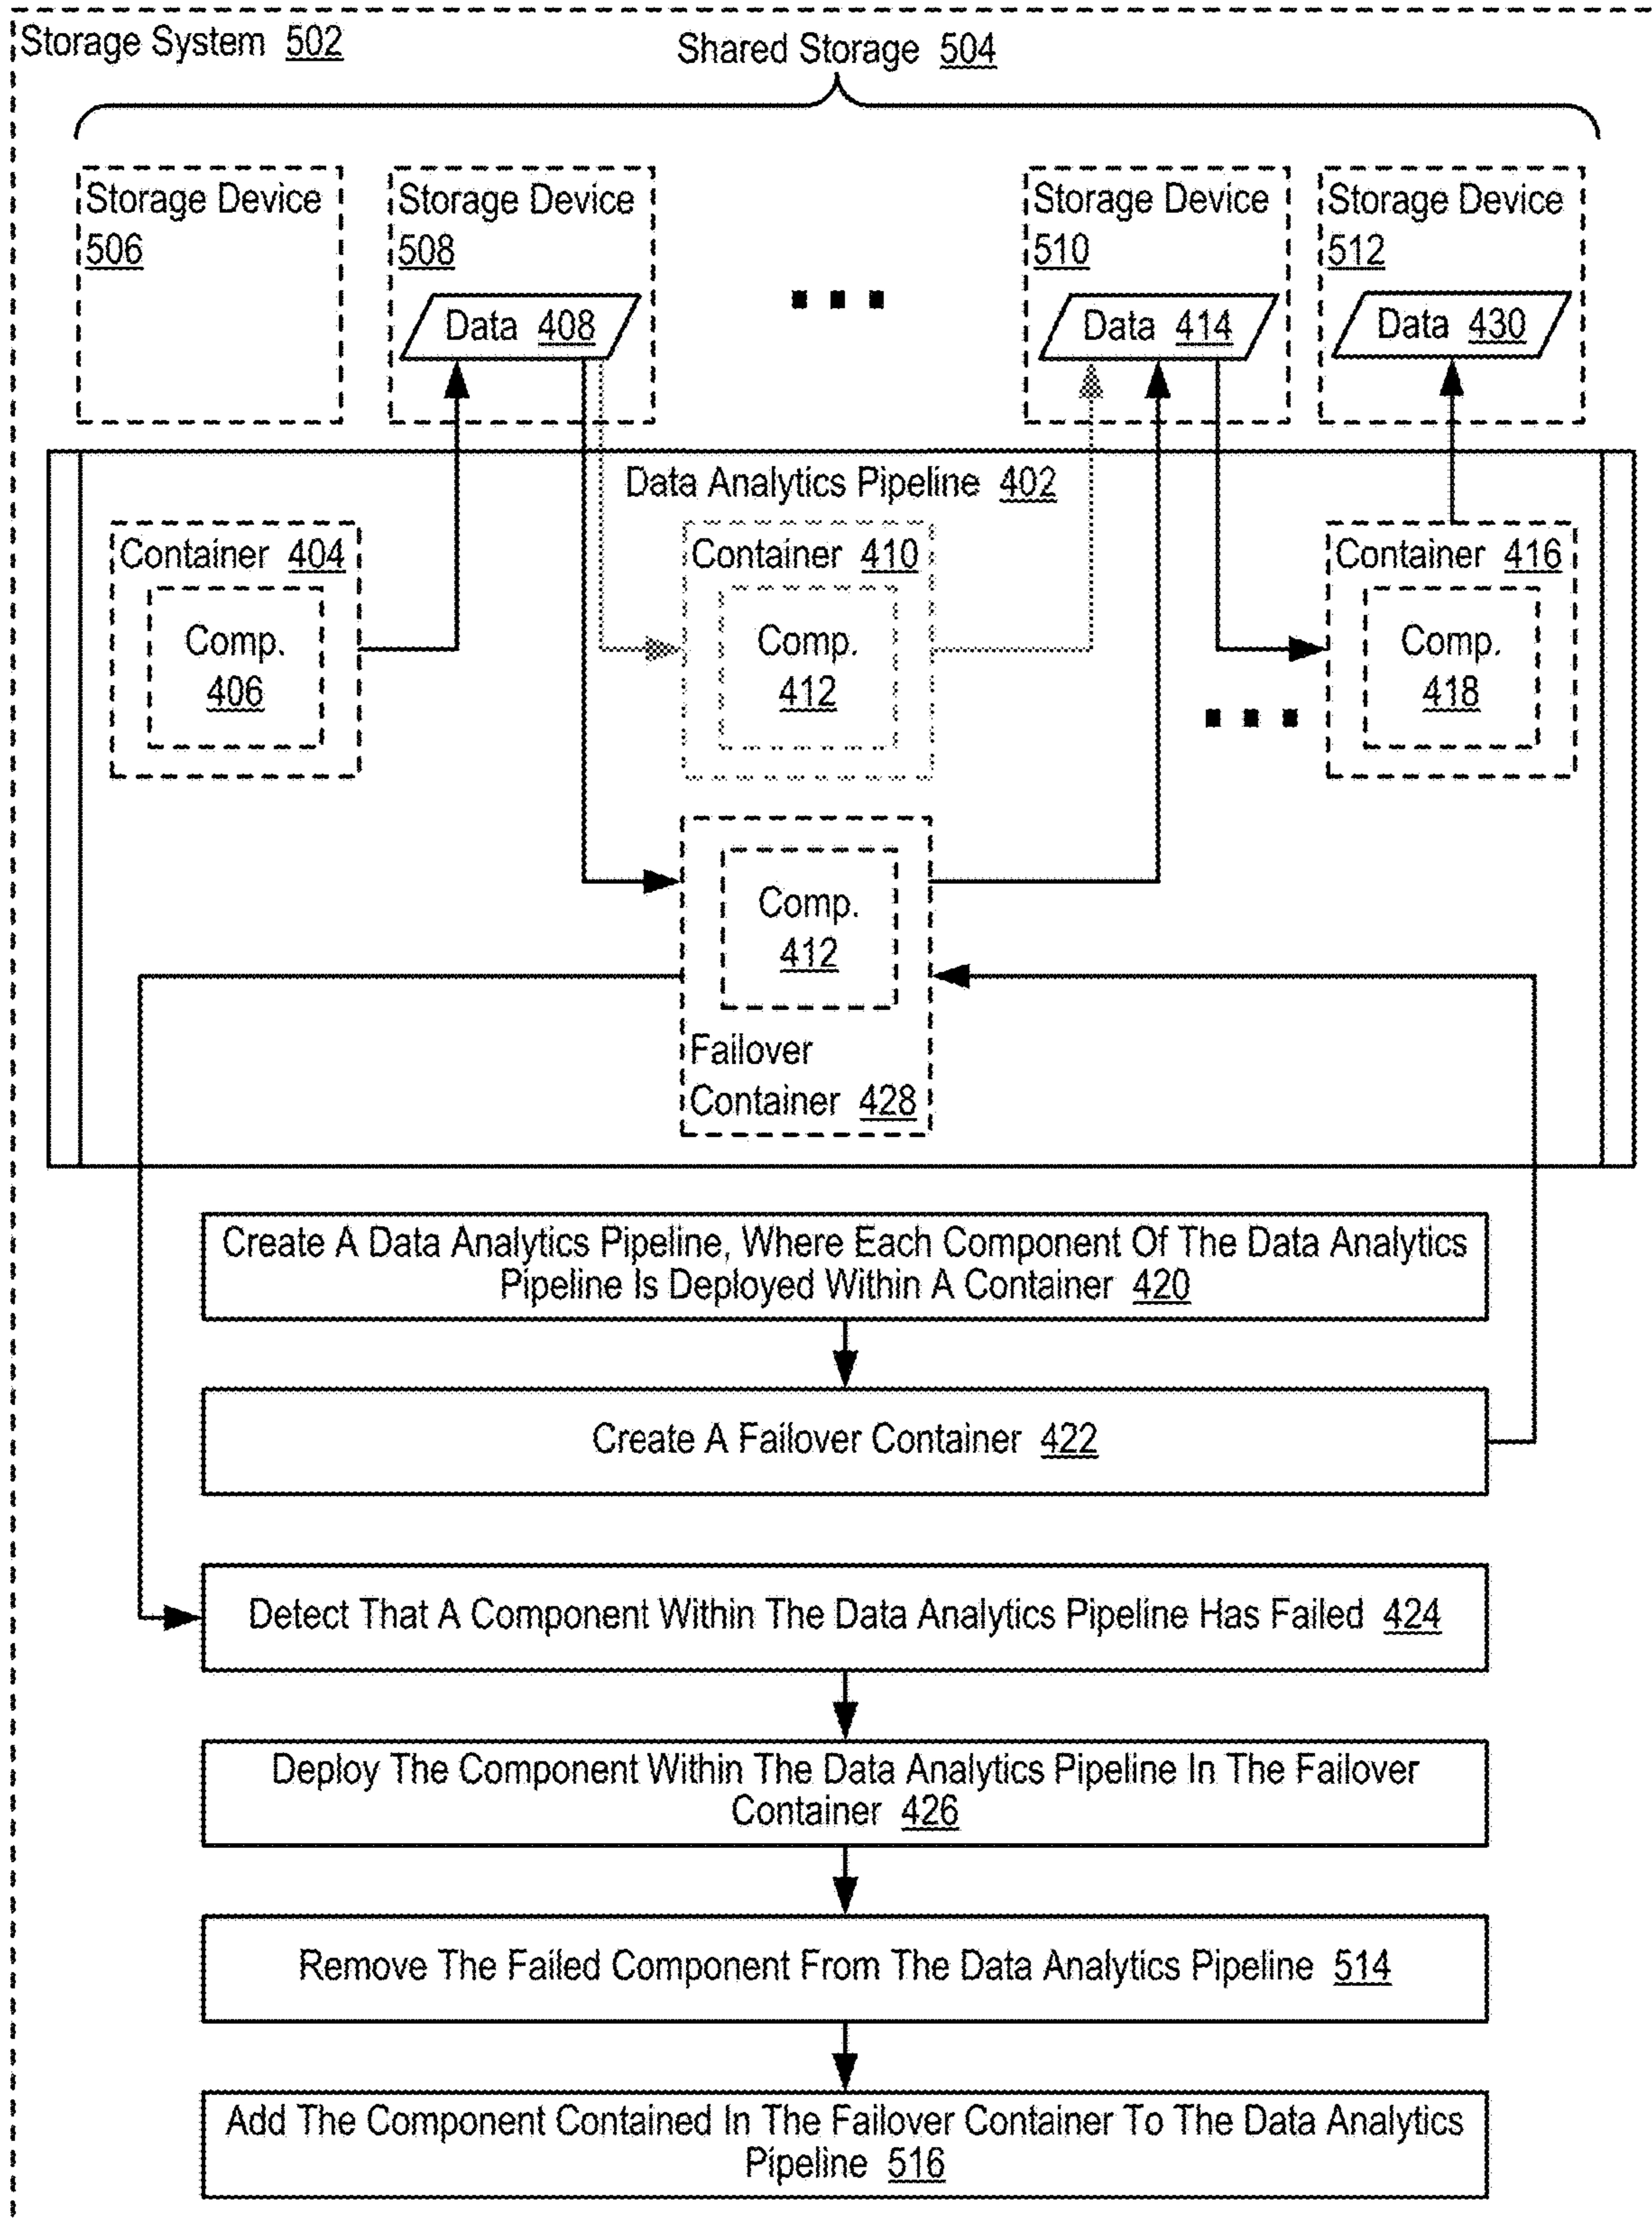 Storage System 502
Shared Storage 504
Storage Device
506
Storage Device
508
Data 408
Storage Device
510
Data 414
Storage Device
512
Data 430
Data Analytics Pipeline 402
Container 404
Comp.
406
Container 410
Comp.
412
Container 416
Comp.
418
Comp.
412
Failover
Container 428
Create A Data Analytics Pipeline, Where Each Component Of The Data Analytics
Pipeline Is Deployed Within A Container 420
Create A Failover Container 422
Detect That A Component Within The Data Analytics Pipeline Has Failed 424
Deploy The Component Within The Data Analytics Pipeline In The Failover
Container 426
Remove The Failed Component From The Data Analytics Pipeline 514
Add The Component Contained In The Failover Container To The Data Analytics
Pipeline 516